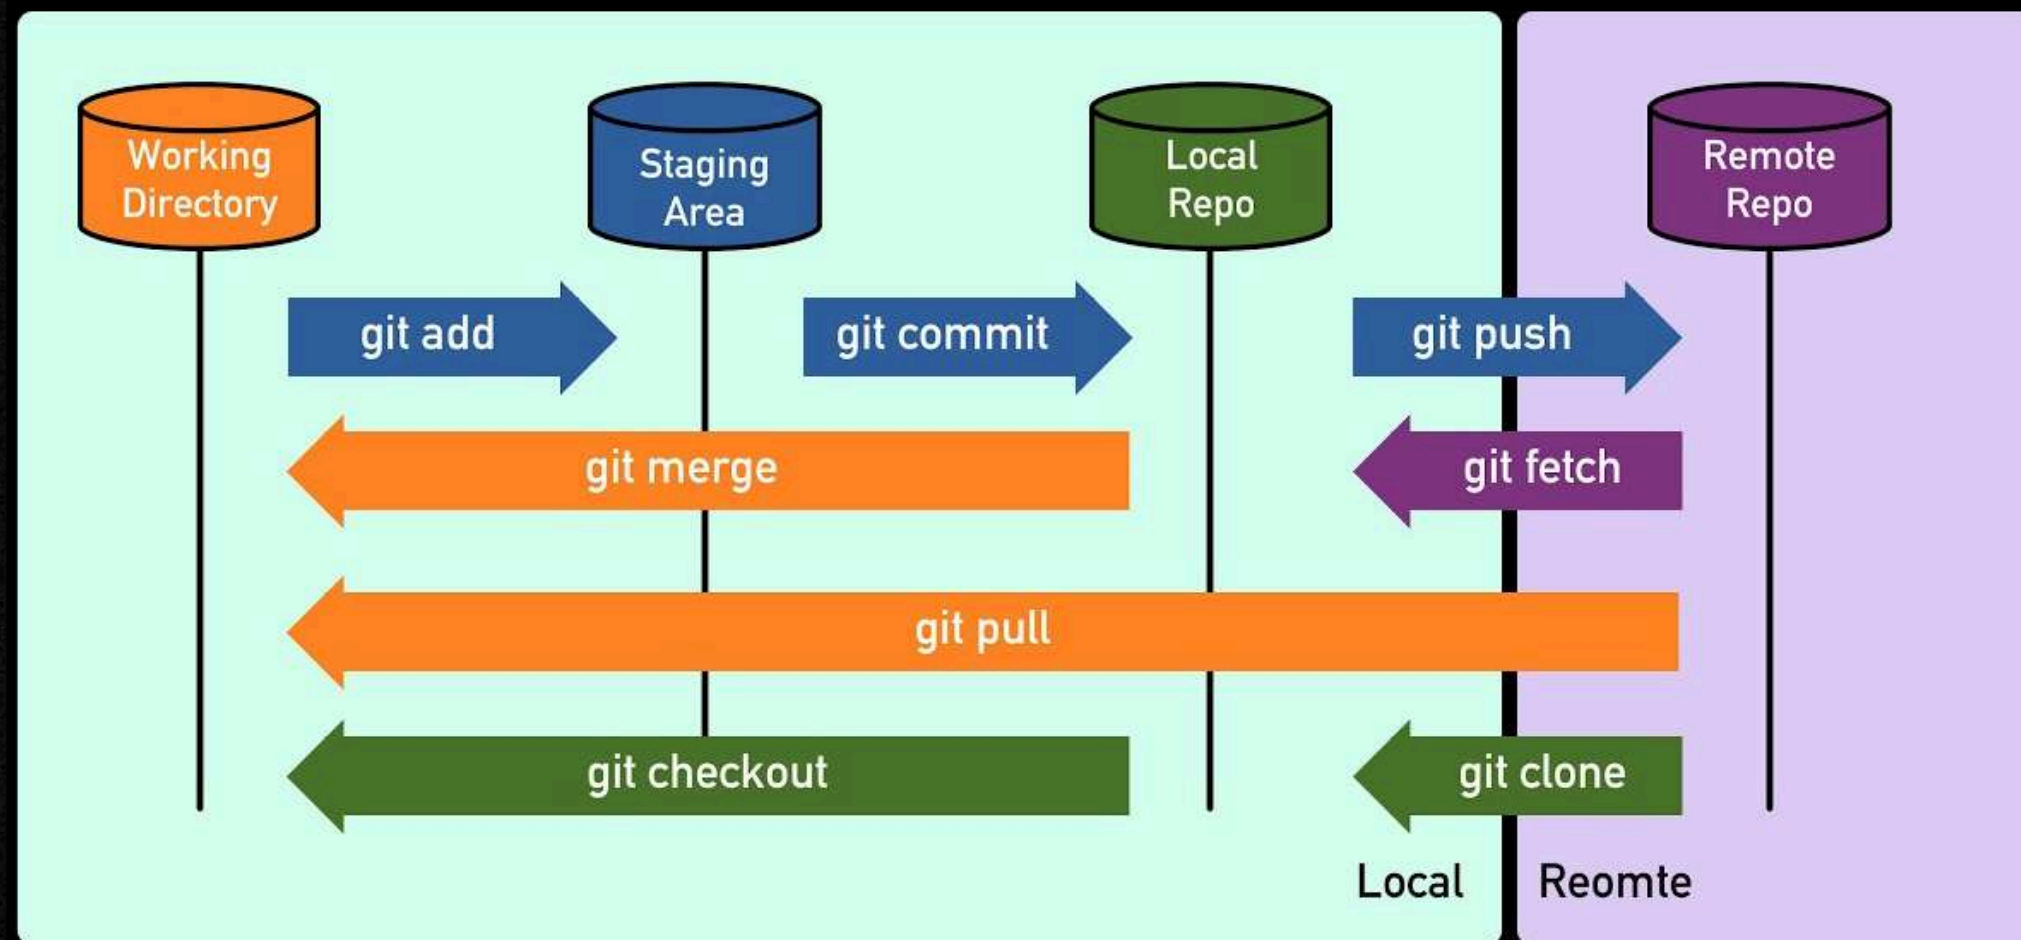 Working
Directory
Staging
Area
Local
Repo
Remote
Repo
git add
git commit
git push
git merge
git fetch
git pull
git checkout
git clone
Local
Reomte